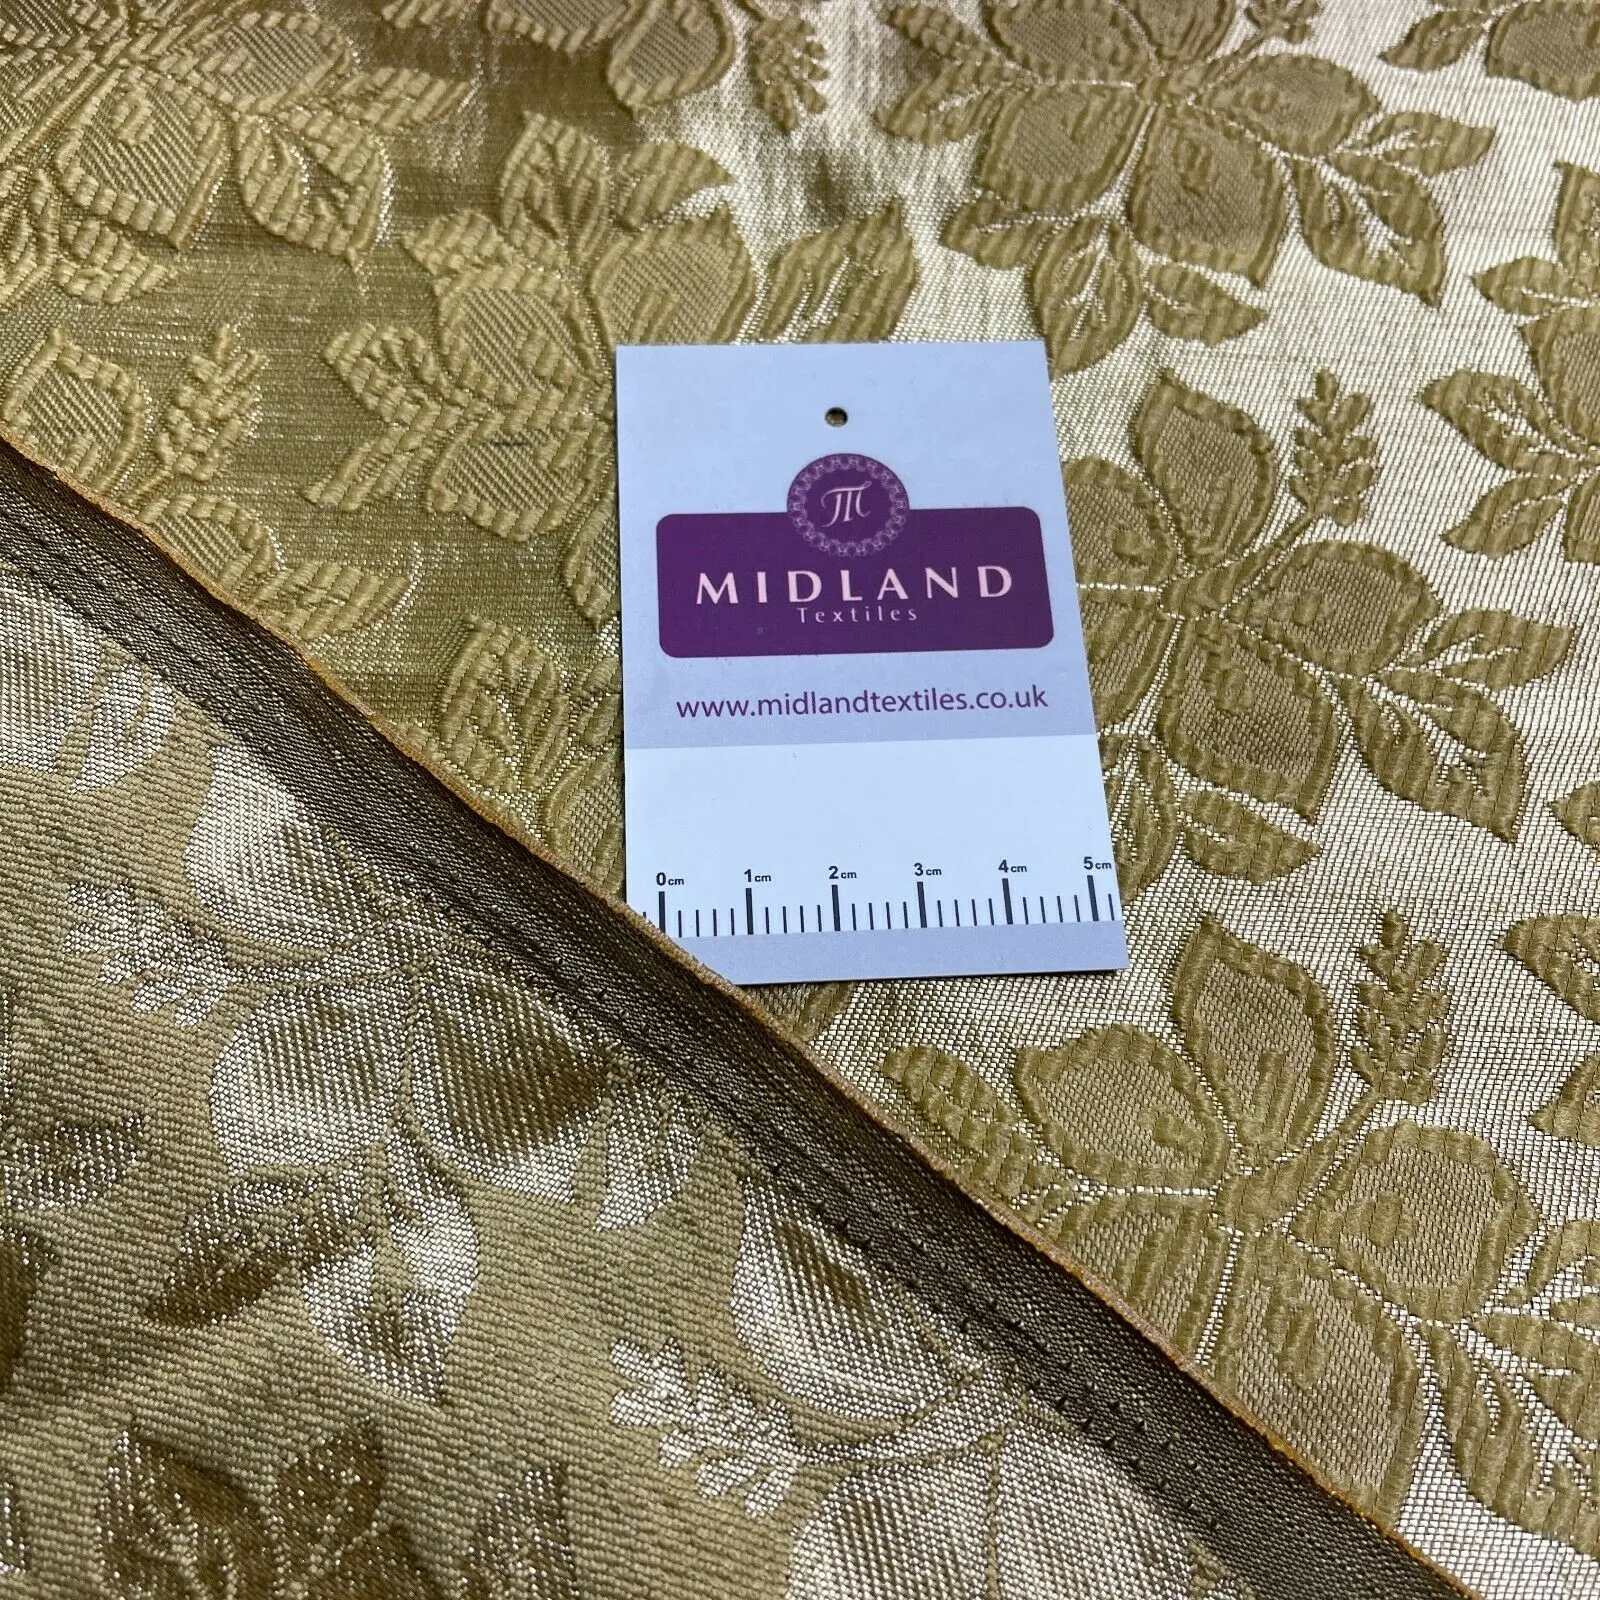 M
MIDLAND
Textiles
www.midlandtextiles.co.uk
0cm 1cm 2cm 3cm 4cm 5cm